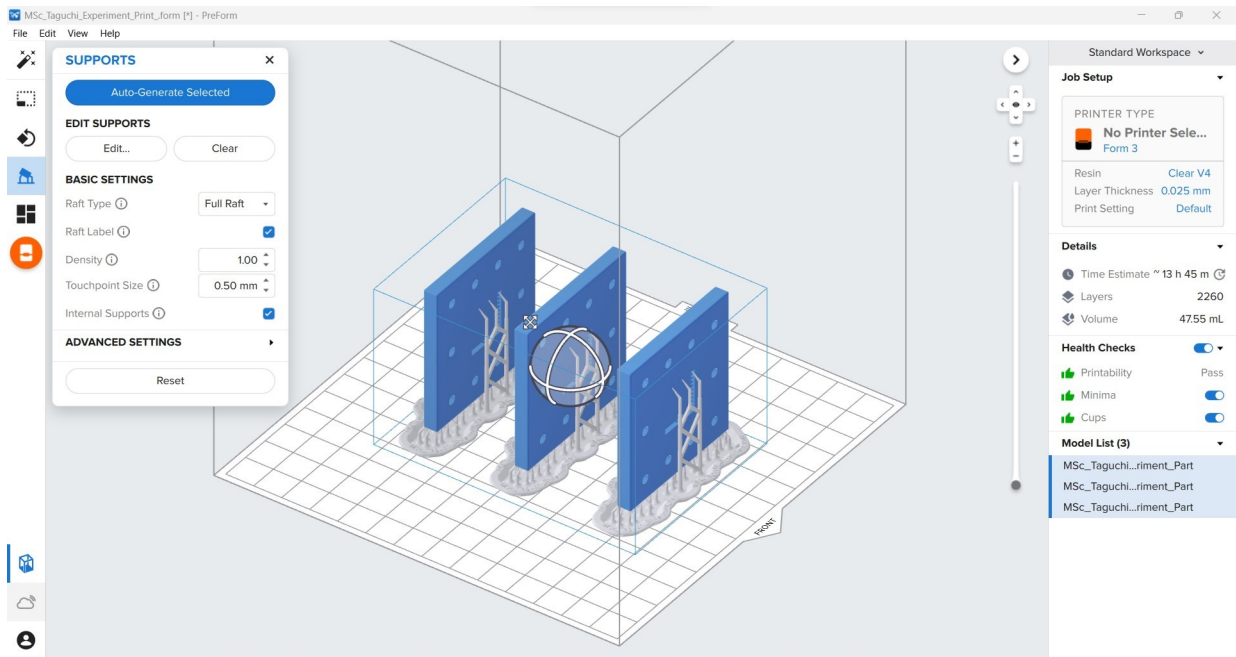 MSc_Taguchi_Experiment_Print_.form [*] - PreForm
File Edit View Help
SUPPORTS
Auto-Generate Selected
EDIT SUPPORTS
Edit... Clear
BASIC SETTINGS
Raft Type Full Raft
Raft Label
Density 1.00
Touchpoint Size 0.50 mm
Internal Supports
ADVANCED SETTINGS
Reset
FRONT
Standard Workspace
Job Setup
PRINTER TYPE
No Printer Sele...
Form 3
Resin Clear V4
Layer Thickness 0.025 mm
Print Setting Default
Details
Time Estimate ~ 13 h 45 m
Layers 2260
Volume 47.55 mL
Health Checks
Printability Pass
Minima
Cups
Model List (3)
MSc_Taguchi...riment_Part
MSc_Taguchi...riment_Part
MSc_Taguchi...riment_Part